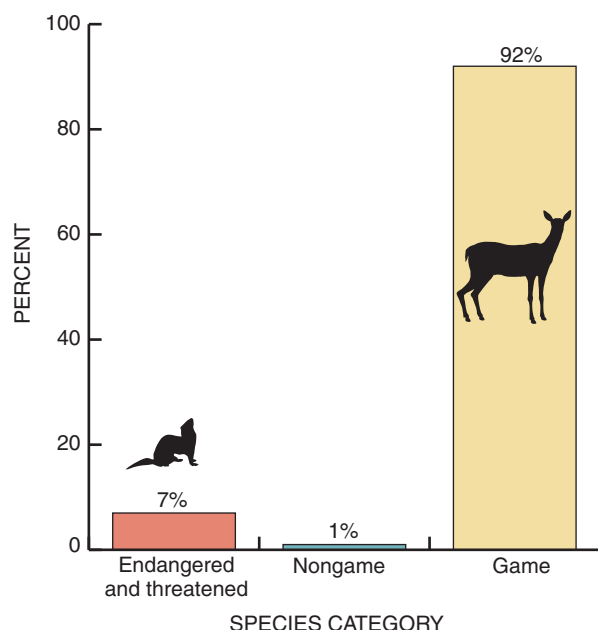 100
80
60
40
20
0
PERCENT
7%
1%
92%
Endangered
and threatened
Nongame
Game
SPECIES CATEGORY